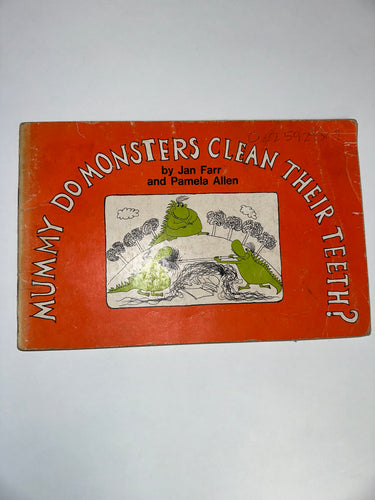 MUMMY DO MONSTERS CLEAN THEIR TEETH?
by Jan Farr
and Pamela Allen